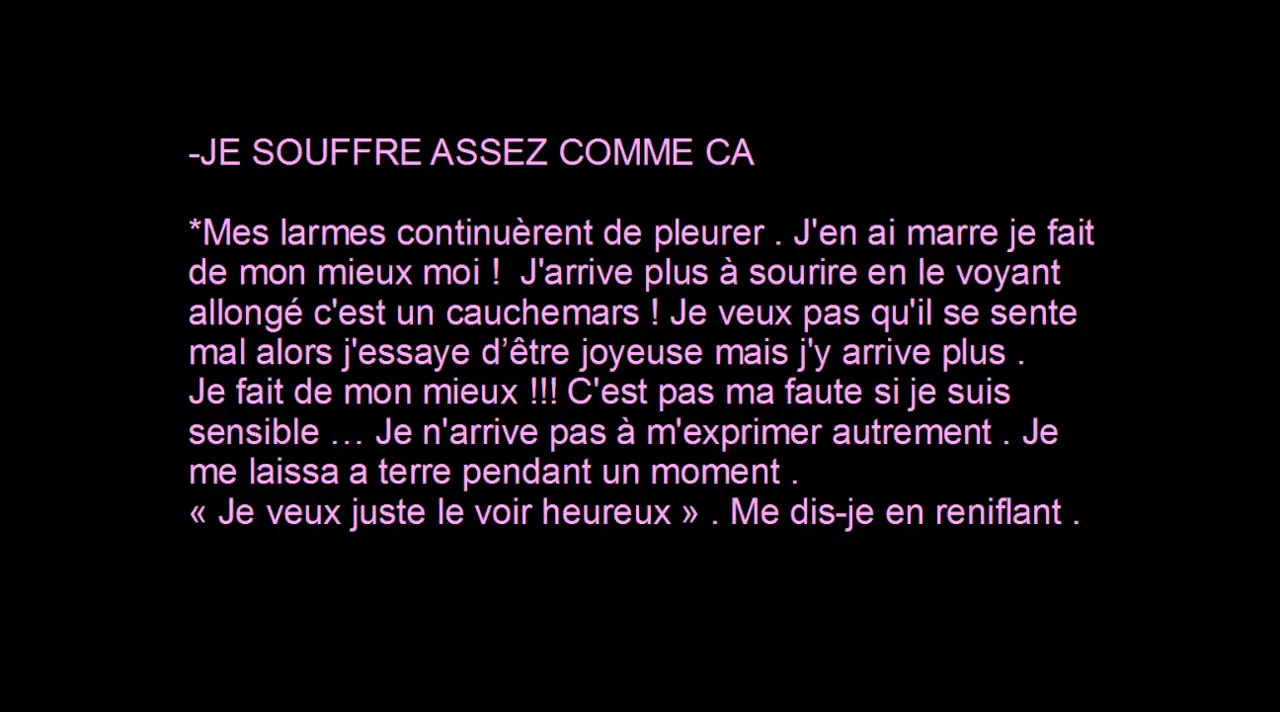 -JE SOUFFRE ASSEZ COMME CA
*Mes larmes continuèrent de pleurer . J'en ai marre je fait
de mon mieux moi !  J'arrive plus à sourire en le voyant
allongé c'est un cauchemars ! Je veux pas qu'il se sente
mal alors j'essaye d’être joyeuse mais j'y arrive plus .
Je fait de mon mieux !!! C'est pas ma faute si je suis
sensible … Je n'arrive pas à m'exprimer autrement . Je
me laissa a terre pendant un moment .
« Je veux juste le voir heureux » . Me dis-je en reniflant .